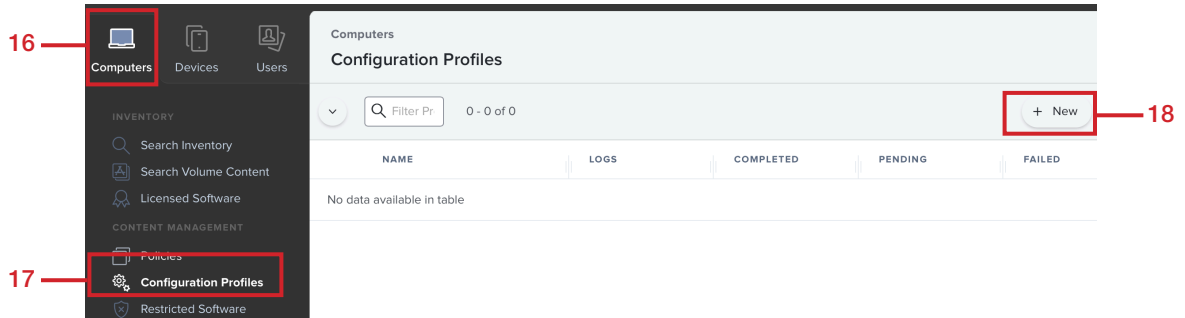 16
Computers
Devices
Users
Computers
Configuration Profiles
INVENTORY
Filter Pr
0 - 0 of 0
+ New
18
Search Inventory
Search Volume Content
Licensed Software
NAME
LOGS
COMPLETED
PENDING
FAILED
No data available in table
CONTENT MANAGEMENT
Policies
17
Configuration Profiles
Restricted Software